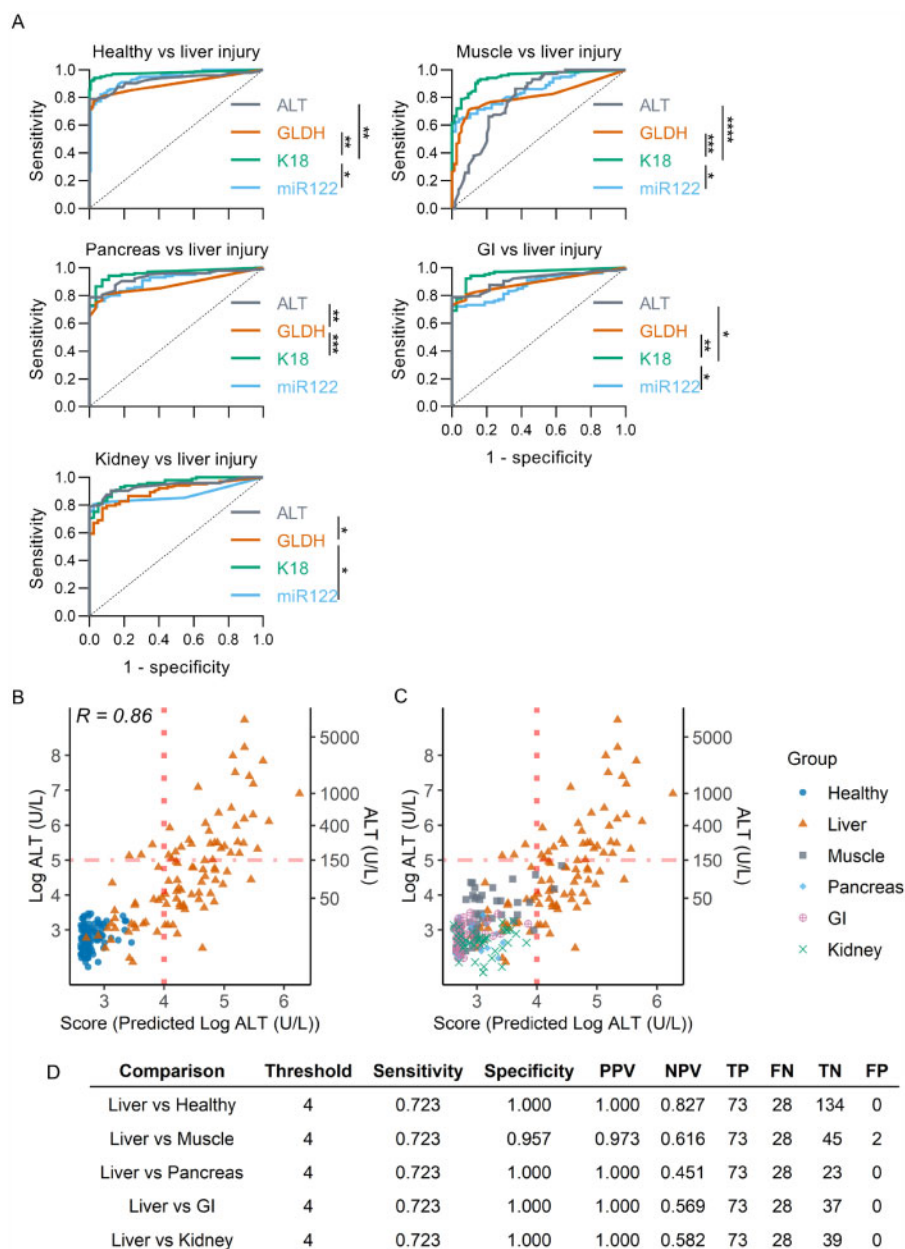 A
Healthy vs liver injury
Sensitivity
1.0
0.8
0.6
0.4
0.2
0.0
ALT
GLDH
K18
miR122
**
**
*
Muscle vs liver injury
Sensitivity
1.0
0.8
0.6
0.4
0.2
0.0
ALT
GLDH
K18
miR122
****
***
*
Pancreas vs liver injury
Sensitivity
1.0
0.8
0.6
0.4
0.2
0.0
ALT
GLDH
K18
miR122
**
***
GI vs liver injury
Sensitivity
1.0
0.8
0.6
0.4
0.2
0.0
0.0 0.2 0.4 0.6 0.8 1.0
1 - specificity
ALT
GLDH
K18
miR122
*
**
*
Kidney vs liver injury
Sensitivity
1.0
0.8
0.6
0.4
0.2
0.0
0.0 0.2 0.4 0.6 0.8 1.0
1 - specificity
ALT
GLDH
K18
miR122
*
*
B
R = 0.86
Log ALT (U/L)
8
7
6
5
4
3
5000
1000
400
150
50
ALT (U/L)
3 4 5 6
Score (Predicted Log ALT (U/L))
C
Log ALT (U/L)
8
7
6
5
4
3
5000
1000
400
150
50
ALT (U/L)
3 4 5 6
Score (Predicted Log ALT (U/L))
Group
Healthy
Liver
Muscle
Pancreas
GI
Kidney
D
Comparison Threshold Sensitivity Specificity PPV NPV TP FN TN FP
Liver vs Healthy 4 0.723 1.000 1.000 0.827 73 28 134 0
Liver vs Muscle 4 0.723 0.957 0.973 0.616 73 28 45 2
Liver vs Pancreas 4 0.723 1.000 1.000 0.451 73 28 23 0
Liver vs GI 4 0.723 1.000 1.000 0.569 73 28 37 0
Liver vs Kidney 4 0.723 1.000 1.000 0.582 73 28 39 0